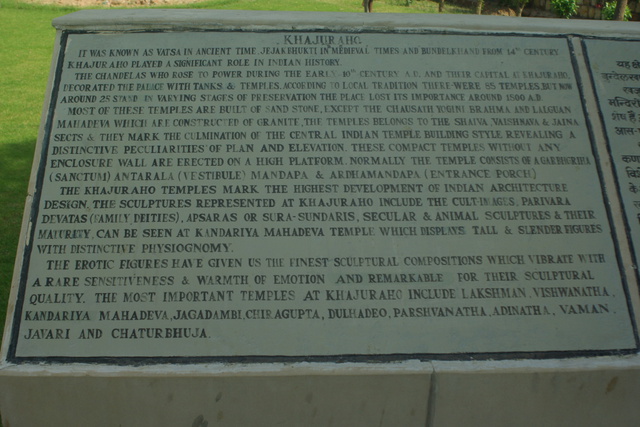 KHAJURAHO
IT WAS KNOWN AS VATSA IN ANCIENT TIME, JEJAKBHUKTI IN MEDIEVAL TIMES AND BUNDELKHAND FROM 14TH CENTURY.
KHAJURAHO PLAYED A SIGNIFICANT ROLE IN INDIAN HISTORY.
THE CHANDELAS WHO ROSE TO POWER DURING THE EARLY 10TH CENTURY A.D. AND THEIR CAPITAL @ KHAJURAHO,
DECORATED THE PALACE WITH TANKS & TEMPLES, ACCORDING TO LOCAL TRADITION THERE WERE 85 TEMPLES, BUT NOW
AROUND 25 STAND IN VARYING STAGES OF PRESERVATION THE PLACE LOST ITS IMPORTANCE AROUND 1500 A.D.
MOST OF THESE TEMPLES ARE BUILT OF SAND STONE, EXCEPT THE CHAUSATH YOGINI BRAHMA AND LALGUAN
MAHADEVA WHICH ARE CONSTRUCTED OF GRANITE, THE TEMPLES BELONGS TO THE SHAIVA VAISHNAVA & JAINA
SECTS & THEY MARK THE CULMINATION OF THE CENTRAL INDIAN TEMPLE BUILDING STYLE REVEALING A
DISTINCTIVE PECULIARITIES OF PLAN AND ELEVATION. THESE COMPACT TEMPLES WITHOUT ANY
ENCLOSURE WALL ARE ERECTED ON A HIGH PLATFORM. NORMALLY THE TEMPLE CONSISTS OF A GARBHGRIHA
(SANCTUM) ANTARALA (VESTIBULE) MANDAPA & ARDHAMANDAPA (ENTRANCE PORCH)
THE KHAJURAHO TEMPLES MARK THE HIGHEST DEVELOPMENT OF INDIAN ARCHITECTURE
DESIGN. THE SCULPTURES REPRESENTED AT KHAJURAHO INCLUDE THE CULT-IMAGES, PARIVARA
DEVATAS (FAMILY DEITIES), APSARAS OR SURA-SUNDARIS, SECULAR & ANIMAL SCULPTURES & THEIR
MATURITY, CAN BE SEEN AT KANDARIYA MAHADEVA TEMPLE WHICH DISPLAYS TALL & SLENDER FIGURES
WITH DISTINCTIVE PHYSIOGNOMY.
THE EROTIC FIGURES HAVE GIVEN US THE FINEST SCULPTURAL COMPOSITIONS WHICH VIBRATE WITH
A RARE SENSITIVENESS & WARMTH OF EMOTION AND REMARKABLE FOR THEIR SCULPTURAL
QUALITY. THE MOST IMPORTANT TEMPLES AT KHAJURAHO INCLUDE LAKSHMAN, VISHWANATHA,
KANDARIYA MAHADEVA, JAGADAMBI, CHIRAGUPTA, DULHADEO, PARSHVANATHA, ADINATHA, VAMAN,
JAVARI AND CHATURBHUJA.